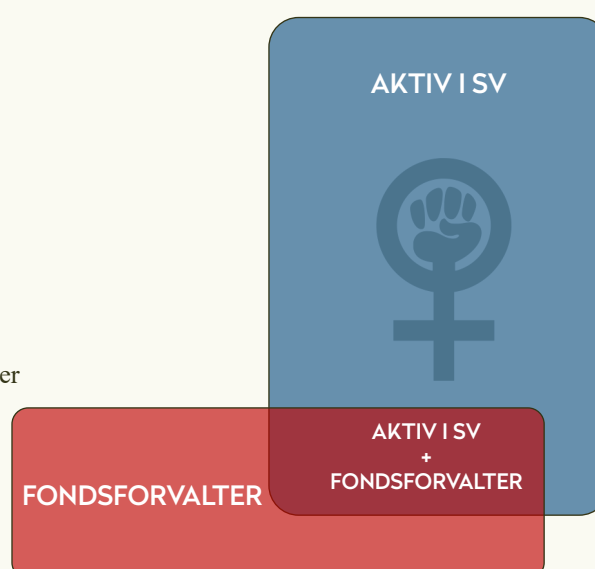 AKTIV I SV
er
AKTIV I SV
+
FONDSFORVALTER
FONDSFORVALTER